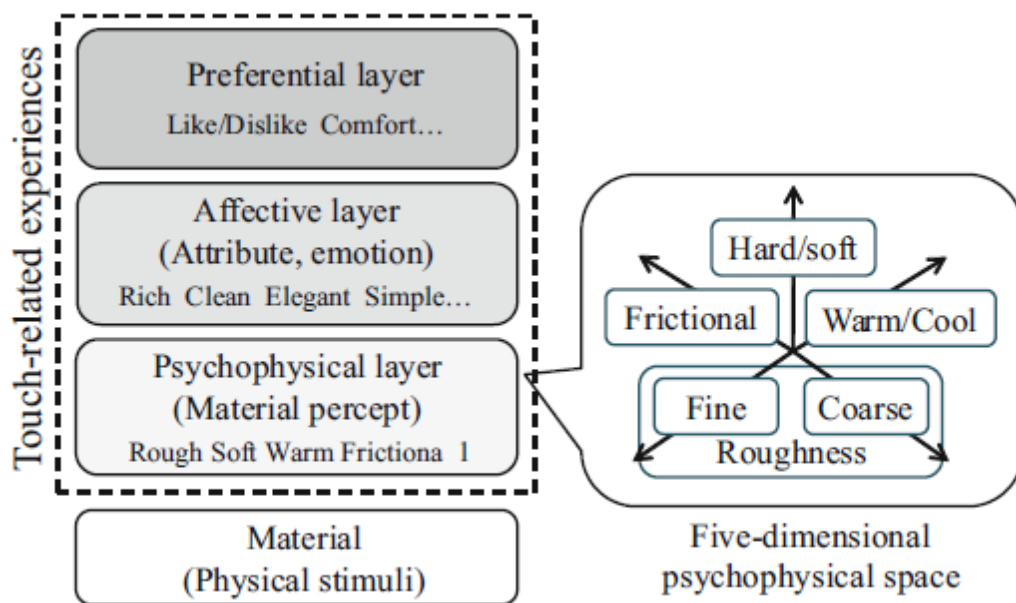 Touch-related experiences
Preferential layer
Like/Dislike Comfort...
Affective layer
(Attribute, emotion)
Rich Clean Elegant Simple...
Psychophysical layer
(Material percept)
Rough Soft Warm Frictiona l
Material
(Physical stimuli)
Hard/soft
Frictional
Warm/Cool
Fine
Coarse
Roughness
Five-dimensional
psychophysical space